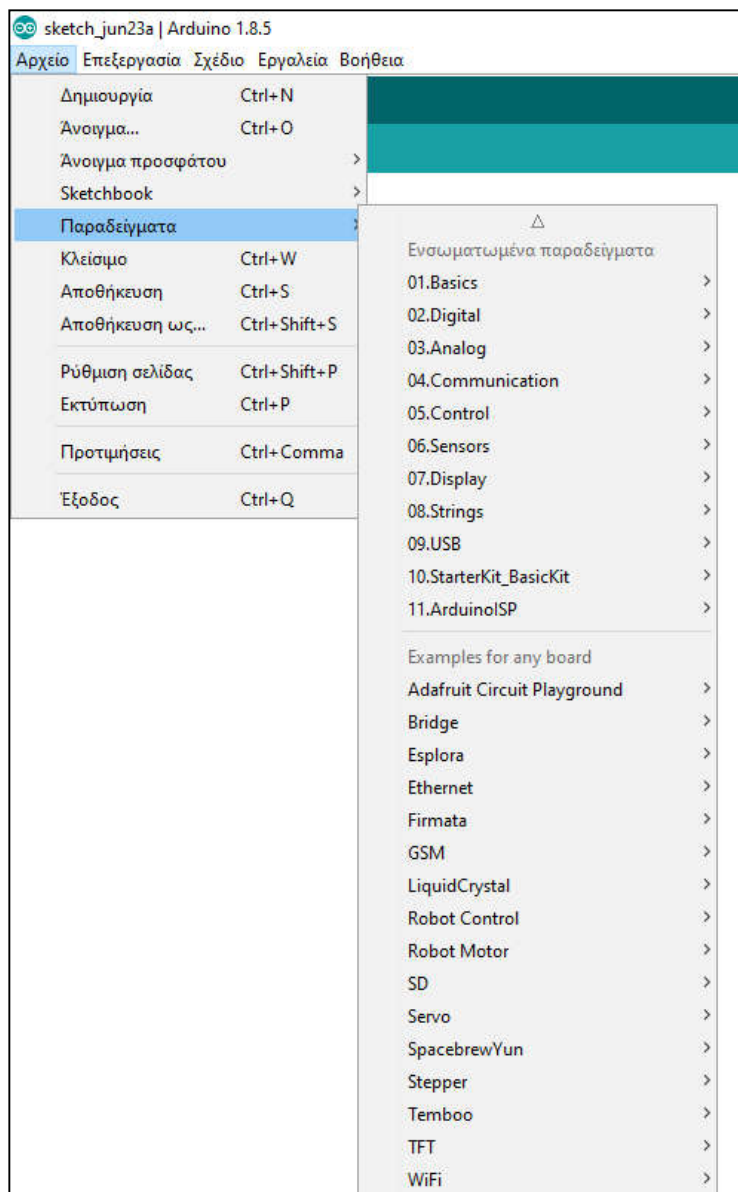 sketch_jun23a | Arduino 1.8.5
Αρχείο Επεξεργασία Σχέδιο Εργαλεία Βοήθεια
Δημιουργία Ctrl+N
Άνοιγμα... Ctrl+O
Άνοιγμα προσφάτου
Sketchbook
Παραδείγματα
Κλείσιμο Ctrl+W
Αποθήκευση Ctrl+S
Αποθήκευση ως... Ctrl+Shift+S
Ρύθμιση σελίδας Ctrl+Shift+P
Εκτύπωση Ctrl+P
Προτιμήσεις Ctrl+Comma
Έξοδος Ctrl+Q
Ενσωματωμένα παραδείγματα
01.Basics
02.Digital
03.Analog
04.Communication
05.Control
06.Sensors
07.Display
08.Strings
09.USB
10.StarterKit_BasicKit
11.ArduinoISP
Examples for any board
Adafruit Circuit Playground
Bridge
Esplora
Ethernet
Firmata
GSM
LiquidCrystal
Robot Control
Robot Motor
SD
Servo
SpacebrewYun
Stepper
Temboo
TFT
WiFi